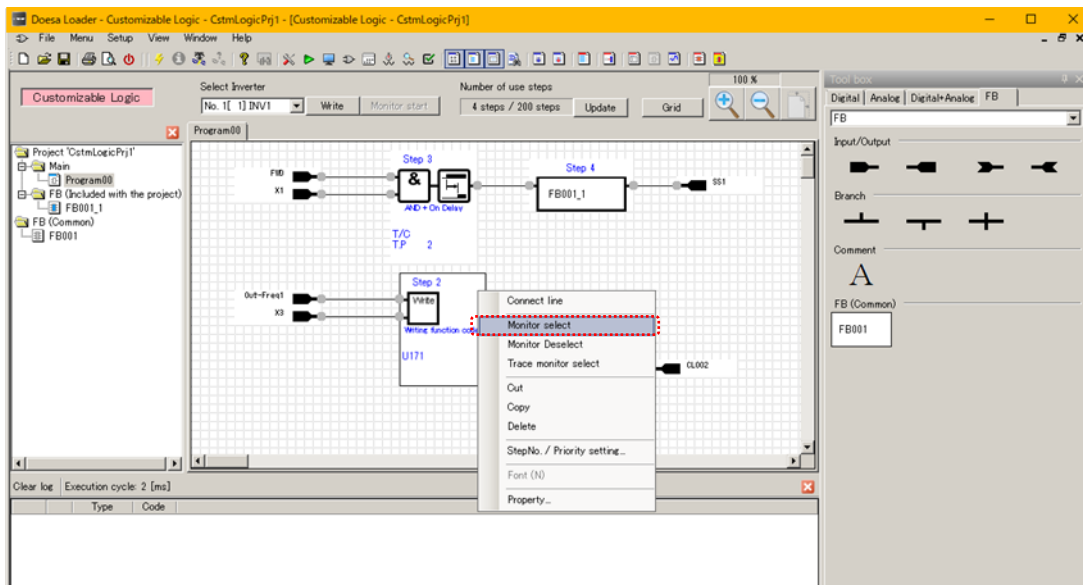 Doesa Loader - Customizable Logic - CstmLogicPrj1 - [Customizable Logic - CstmLogicPrj1]
File Menu Setup View Window Help
Customizable Logic
Select Inverter
No. 1[ 1] INV1
Write
Monitor start
Number of use steps
4 steps / 200 steps
Update
Grid
100 %
Program00
Project 'CstmLogicPrj1'
Main
Program00
FB (Included with the project)
FB001_1
FB (Common)
FB001
Step 3
FWD
X1
&
AND + On Delay
T/C
T.P 2
Step 4
FB001_1
SS1
Step 2
Out-Freq1
X3
Write
Writing function code
U171
CL002
Connect line
Monitor select
Monitor Deselect
Trace monitor select
Cut
Copy
Delete
StepNo. / Priority setting...
Font (N)
Property...
Clear log Execution cycle: 2 [ms]
Type Code
Tool box
Digital Analog Digital+Analog FB
FB
Input/Output
Branch
Comment
A
FB (Common)
FB001